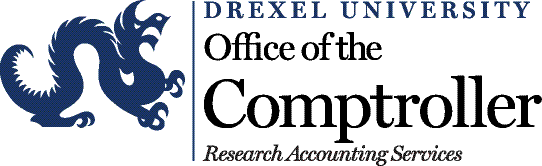 DREXEL UNIVERSITY
Office of the
Comptroller
Research Accounting Services